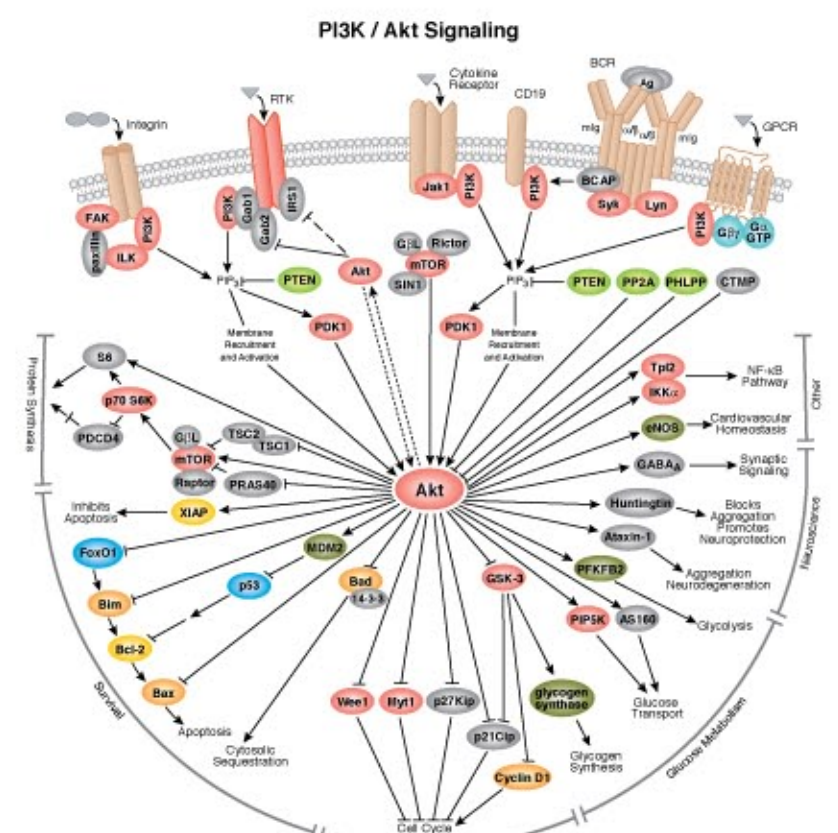 PI3K / Akt Signaling
Integrin
RTK
Cytokine
Receptor
CD19
BCR
Ag
mIg
α/β
α/β
mIg
GPCR
FAK
paxillin
ILK
PI3K
PI3K
Gab1
Gab2
IRS1
Jak1
PI3K
PI3K
BCAP
Syk
Lyn
PI3K
Gβγ
Gα
GTP
GβL
Rictor
mTOR
SIN1
PIP3
PTEN
Akt
PIP3
PTEN
PP2A
PHLPP
CTMP
PDK1
PDK1
Membrane
Recruitment
and Activation
Membrane
Recruitment
and Activation
Protein Synthesis
S6
p70 S6K
PDCD4
GβL
TSC2
TSC1
mTOR
Raptor
PRAS40
Akt
Tpl2
IKKα
NF-κB
Pathway
eNOS
Cardiovascular
Homeostasis
Other
GABAA
Synaptic
Signaling
Huntingtin
Blocks
Aggregation
Promotes
Neuroprotection
Ataxin-1
Aggregation
Neurodegeneration
Neuroscience
Inhibits
Apoptosis
XIAP
FoxO1
MDM2
p53
Bim
Bcl-2
Bax
Apoptosis
Survival
Bad
14-3-3
Cytosolic
Sequestration
GSK-3
PFKFB2
Glycolysis
PIP5K
AS160
Glucose
Transport
Wee1
Myt1
p27Kip
p21Cip
glycogen
synthase
Glycogen
Synthesis
Cyclin D1
Glucose Metabolism
Cell Cycle